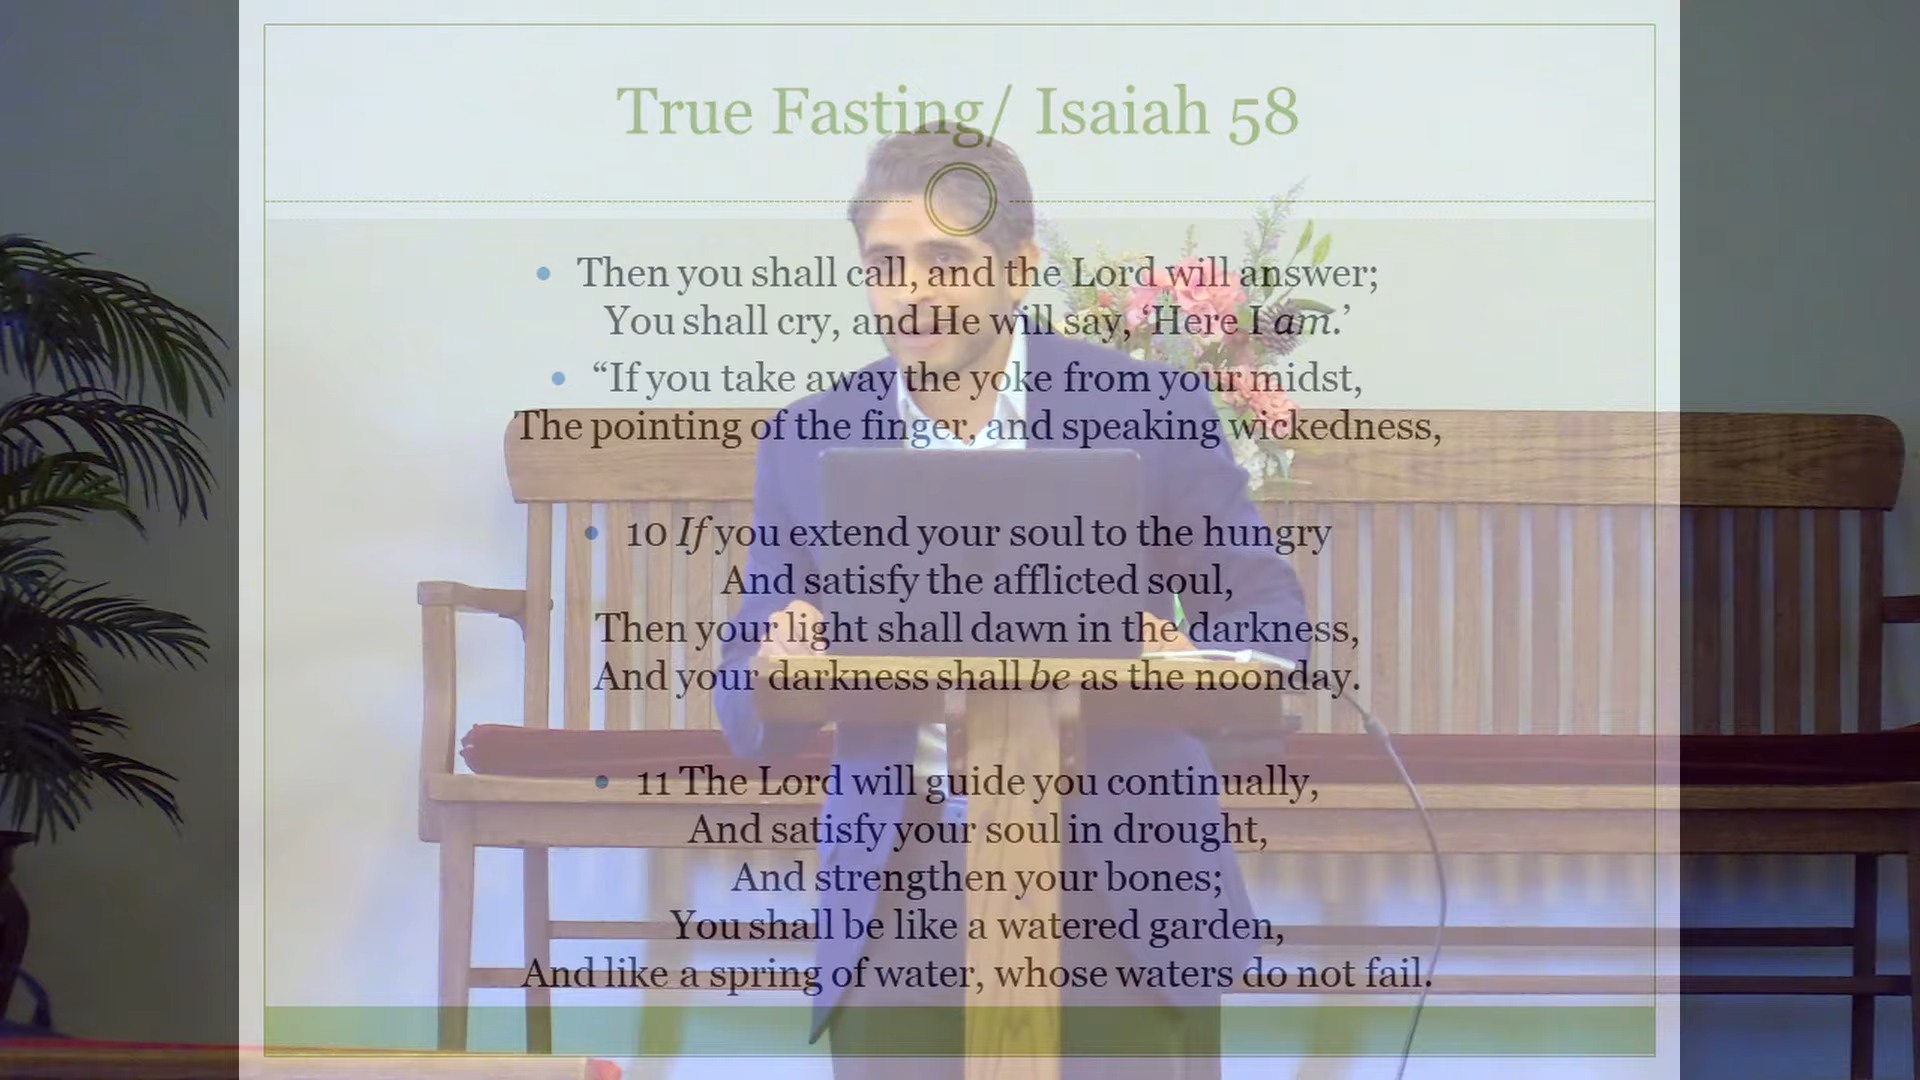 True Fasting/ Isaiah 58
• Then you shall call, and the Lord will answer;
You shall cry, and He will say, ‘Here I am.’
• “If you take away the yoke from your midst,
The pointing of the finger, and speaking wickedness,
• 10 If you extend your soul to the hungry
And satisfy the afflicted soul,
Then your light shall dawn in the darkness,
And your darkness shall be as the noonday.
• 11 The Lord will guide you continually,
And satisfy your soul in drought,
And strengthen your bones;
You shall be like a watered garden,
And like a spring of water, whose waters do not fail.